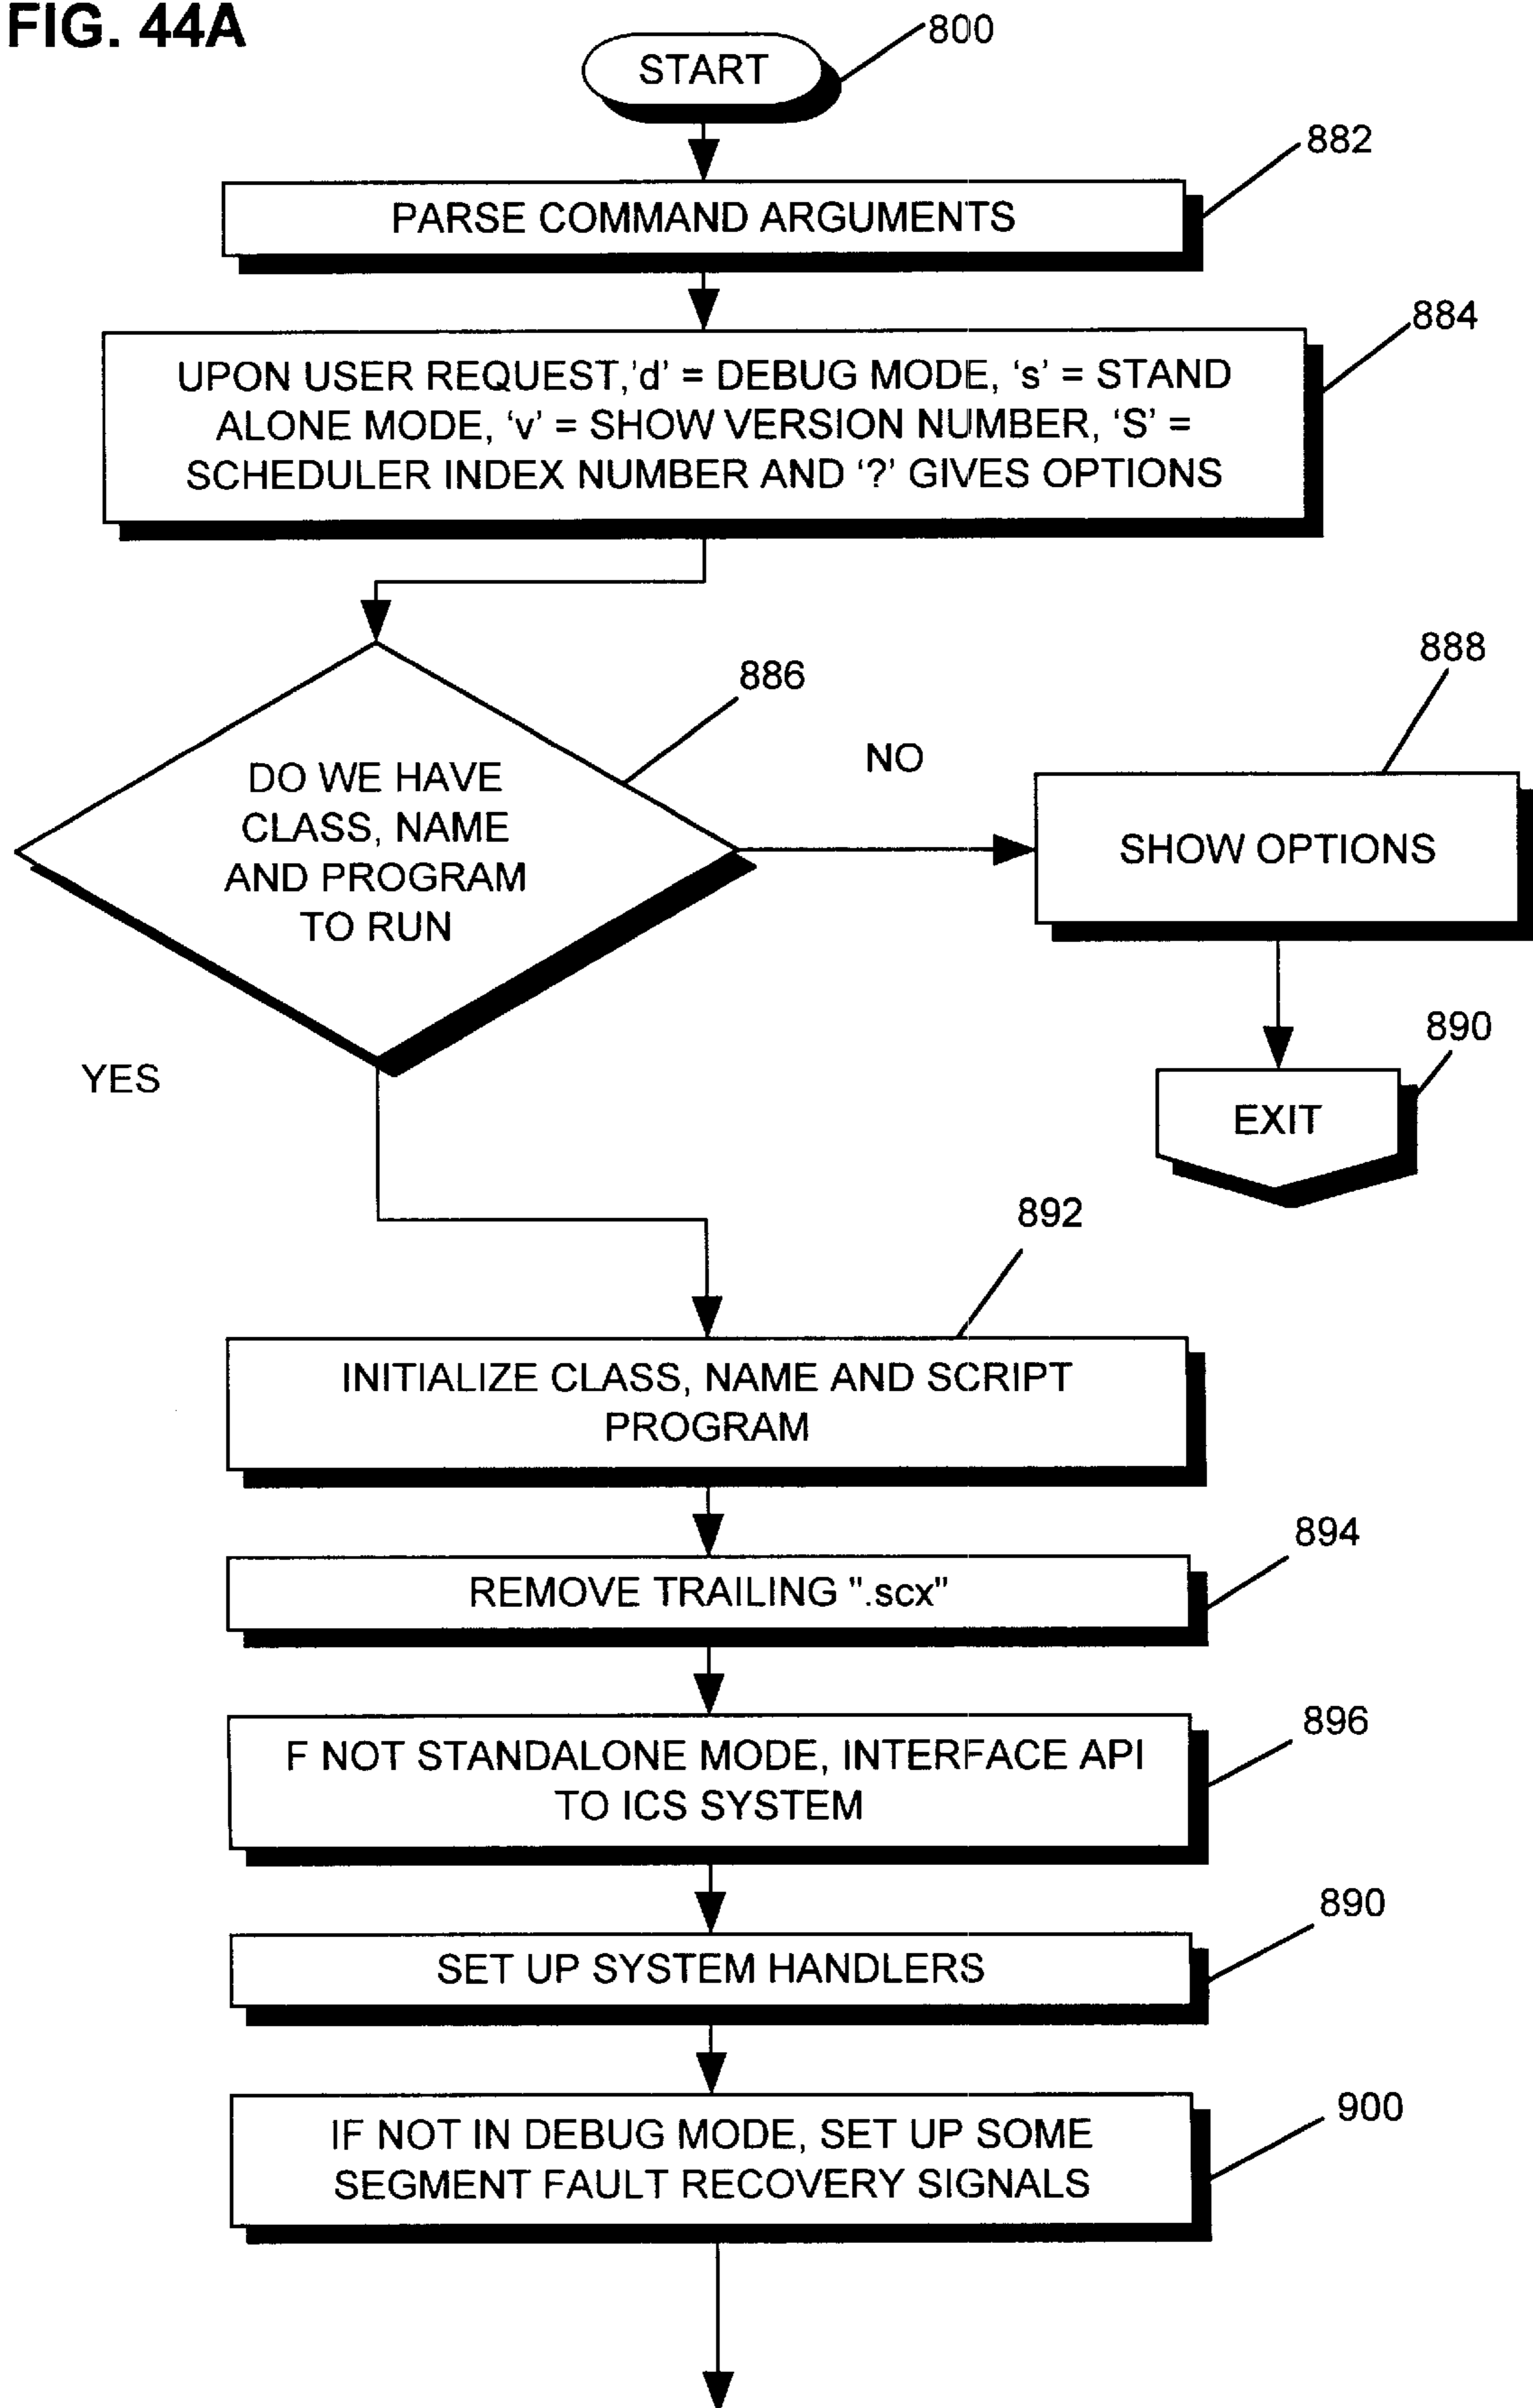 FIG. 44A
START
800
882
PARSE COMMAND ARGUMENTS
884
UPON USER REQUEST,'d' = DEBUG MODE, ‘s’ = STAND
ALONE MODE, ‘v’ = SHOW VERSION NUMBER, ‘S’ =
SCHEDULER INDEX NUMBER AND ‘?’ GIVES OPTIONS
886
888
DO WE HAVE
CLASS, NAME
AND PROGRAM
TO RUN
NO
SHOW OPTIONS
YES
890
EXIT
892
INITIALIZE CLASS, NAME AND SCRIPT
PROGRAM
894
REMOVE TRAILING ".scx"
896
F NOT STANDALONE MODE, INTERFACE API
TO ICS SYSTEM
890
SET UP SYSTEM HANDLERS
900
IF NOT IN DEBUG MODE, SET UP SOME
SEGMENT FAULT RECOVERY SIGNALS